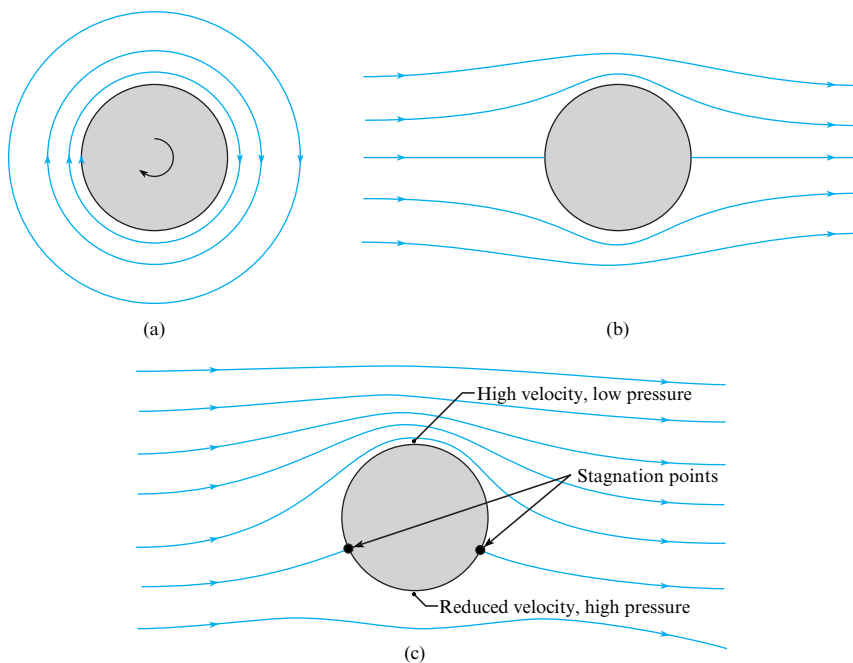 (a)
(b)
High velocity, low pressure
Stagnation points
Reduced velocity, high pressure
(c)